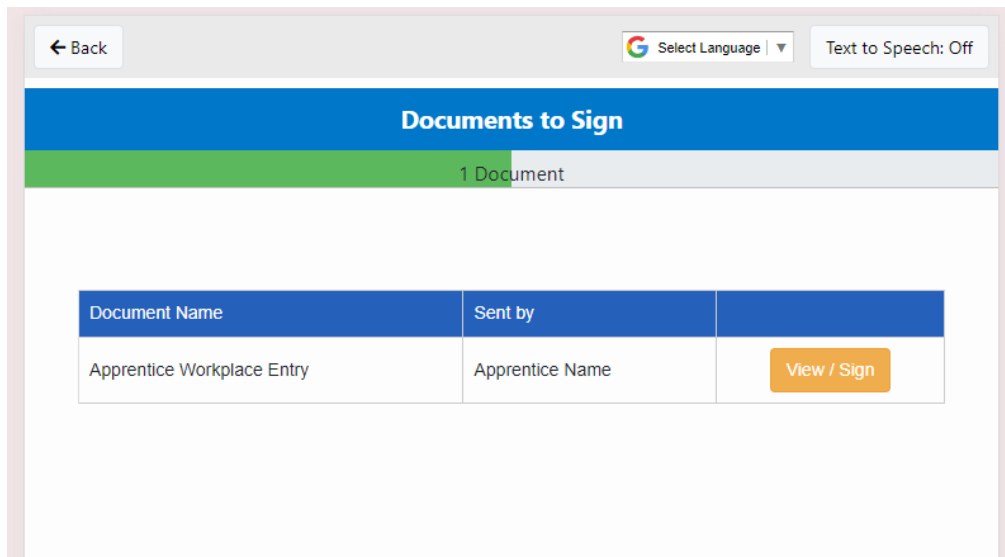 Back
Select Language
Text to Speech: Off
Documents to Sign
1 Document
Document Name Sent by
Apprentice Workplace Entry Apprentice Name View / Sign